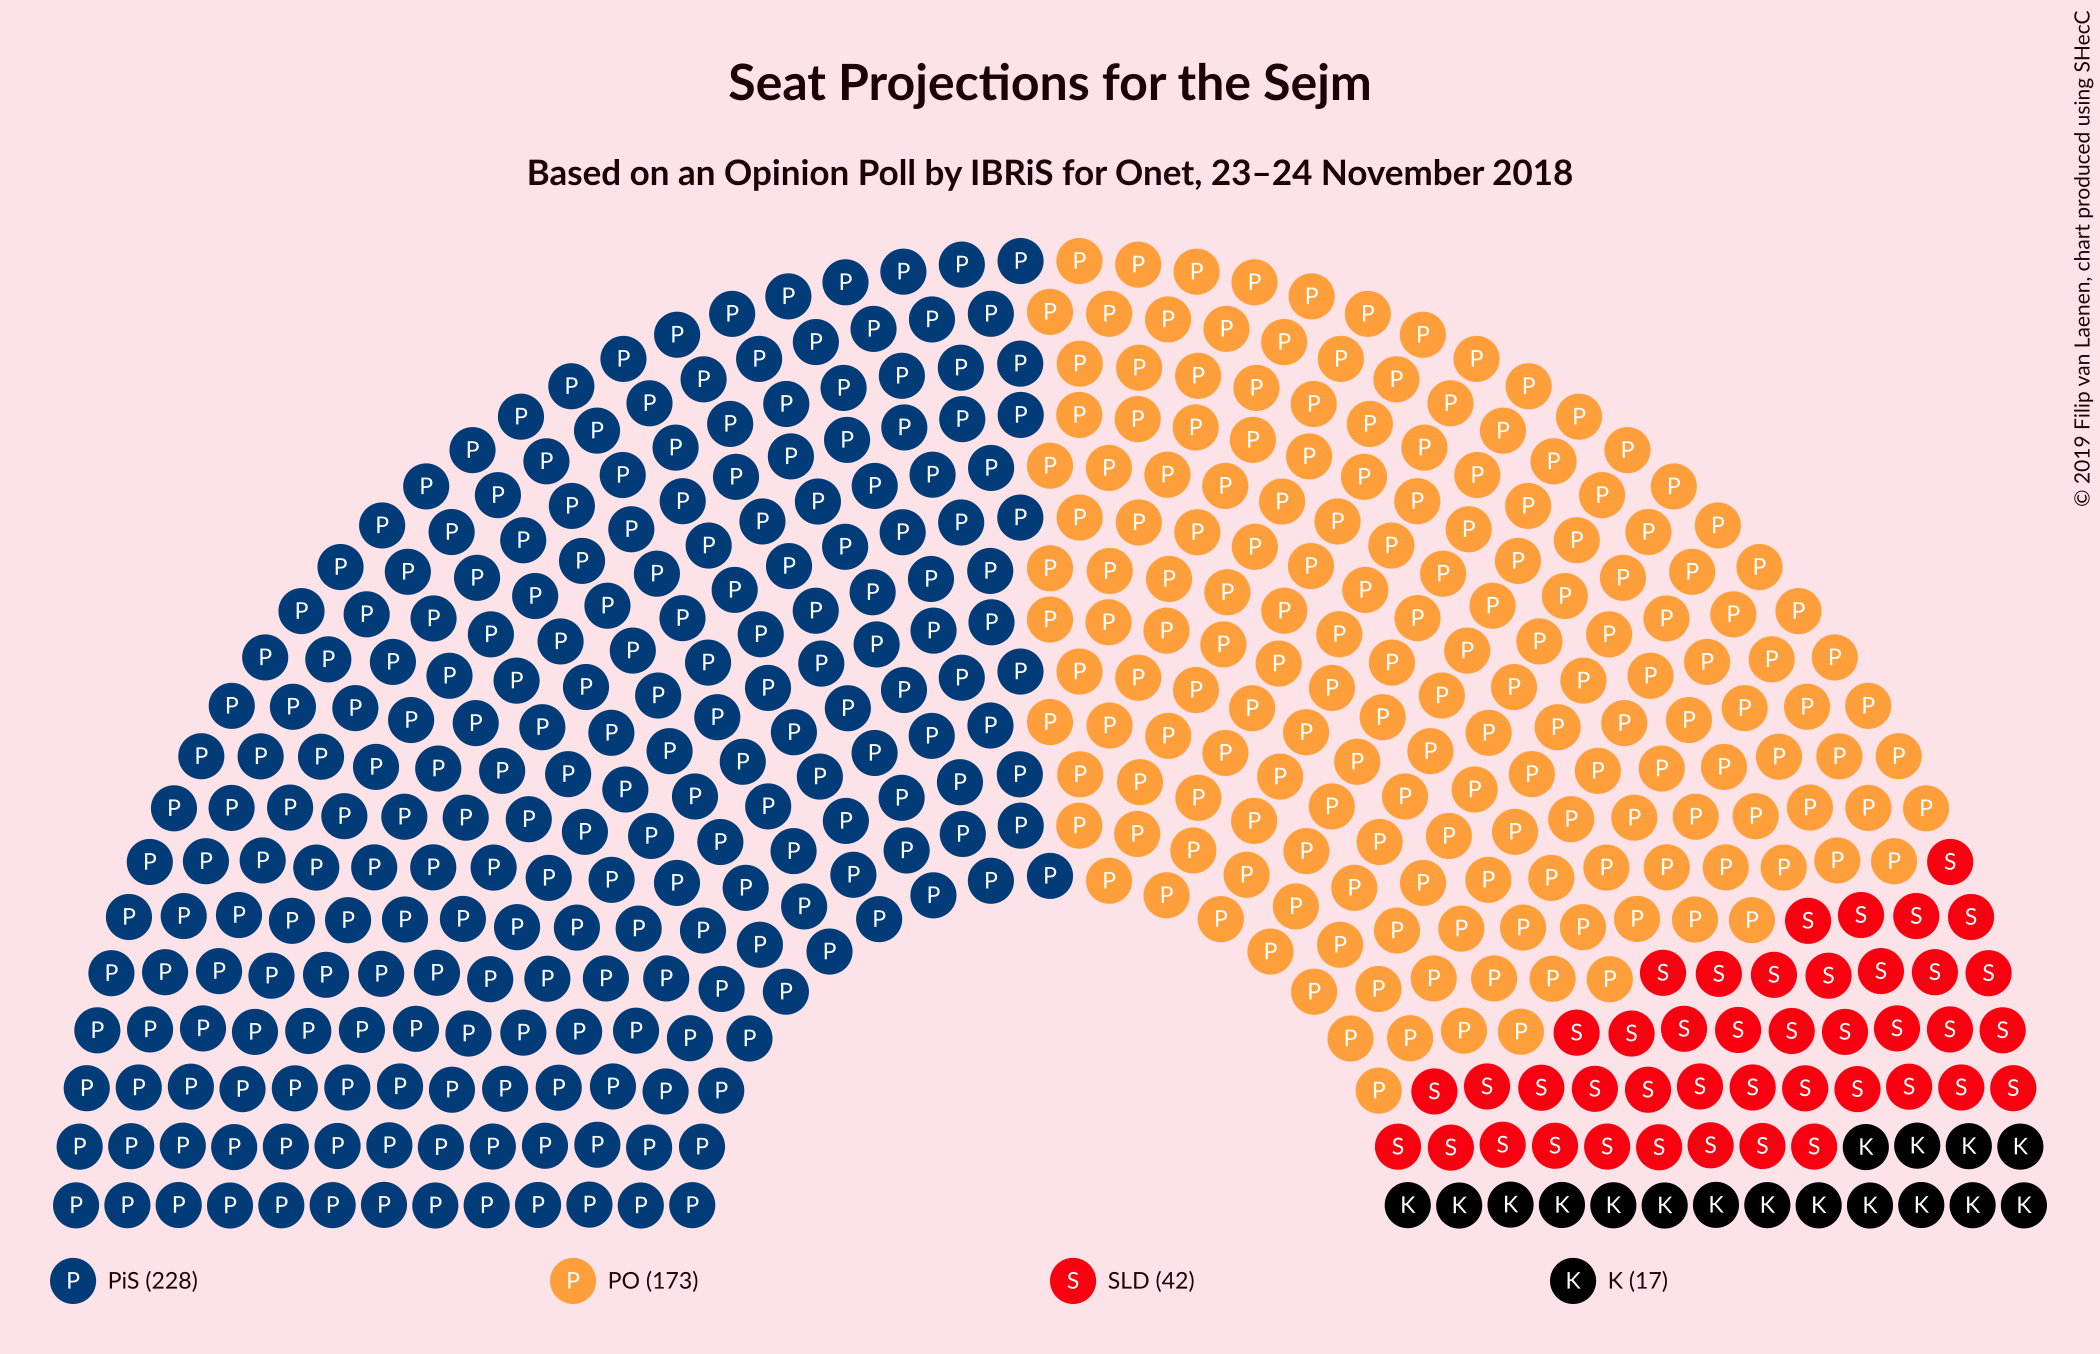 Seat Projections for the Sejm
Based on an Opinion Poll by IBRiS for Onet, 23–24 November 2018
© 2019 Filip van Laenen, chart produced using SHecC
P PiS (228)
P PO (173)
S SLD (42)
K K (17)